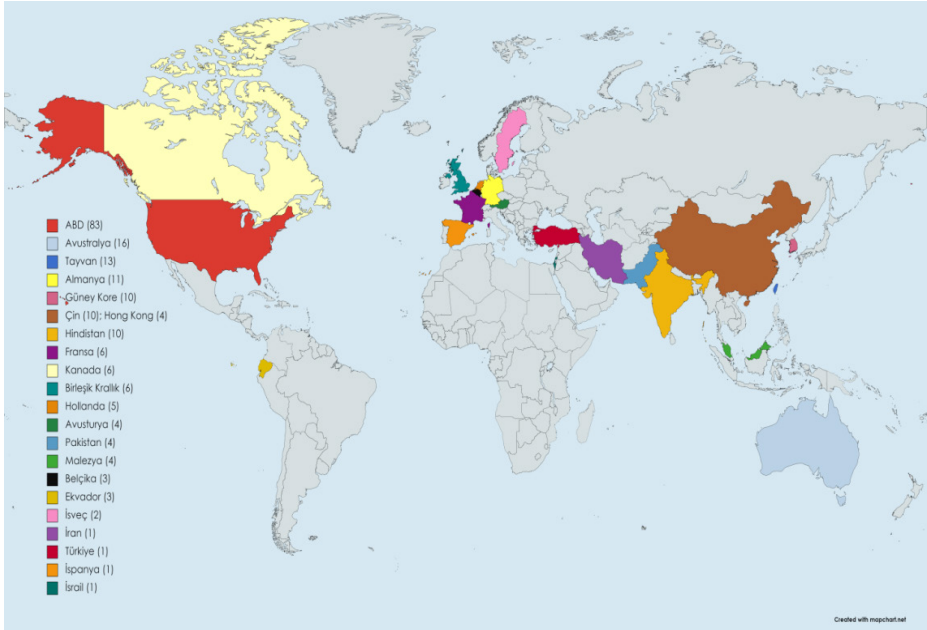 ABD (83)
Avustralya (16)
Tayvan (13)
Almanya (11)
Güney Kore (10)
Çin (10); Hong Kong (4)
Hindistan (10)
Fransa (6)
Kanada (6)
Birleşik Krallık (6)
Hollanda (5)
Avusturya (4)
Pakistan (4)
Malezya (4)
Belçika (3)
Ekvador (3)
İsveç (2)
İran (1)
Türkiye (1)
İspanya (1)
İsrail (1)
Created with mapchart.net